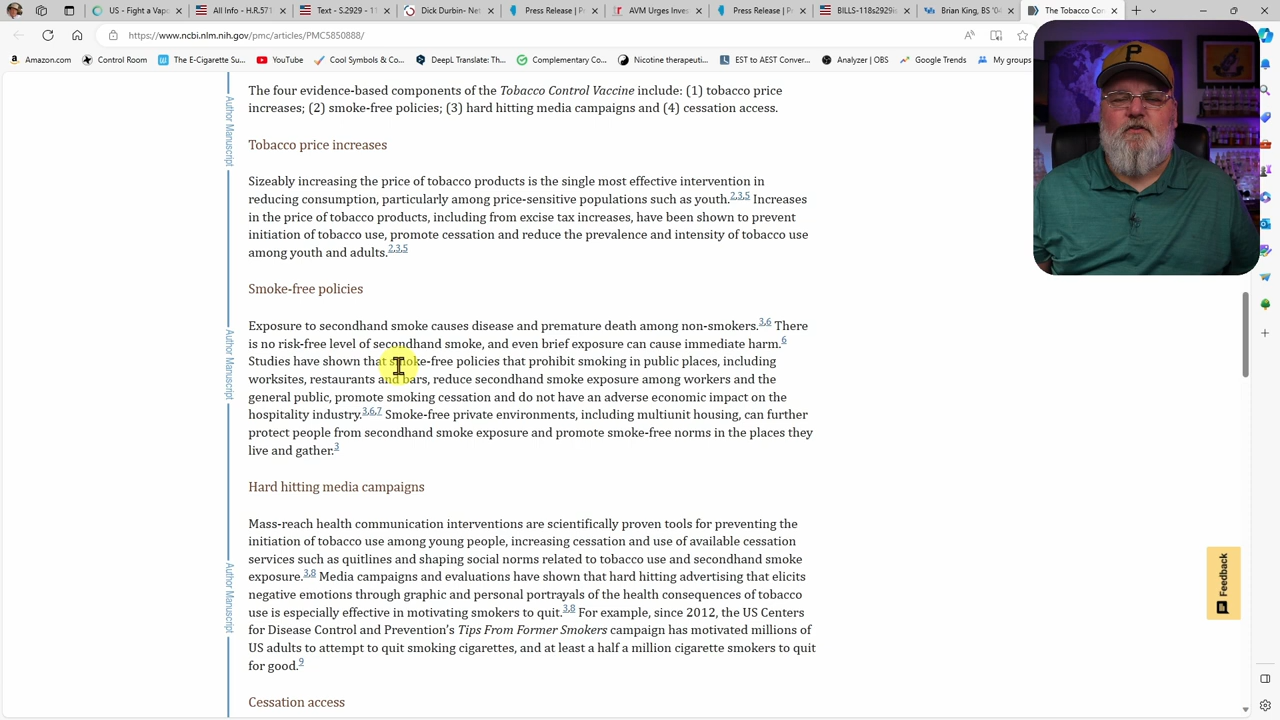 US - Fight a Vap
All Info - H.R.571
Text - S.2929 - 11
Dick Durbin- Net
Press Release | P
AVM Urges Inves
Press Release | P
BILLS-118s2929is
Brian King, BS '04
The Tobacco Con
https://www.ncbi.nlm.nih.gov/pmc/articles/PMC5850888/
Amazon.com
Control Room
The E-Cigarette Su...
YouTube
Cool Symbols & Co...
DeepL Translate: Th...
Complementary Co...
Nicotine therapeuti...
EST to AEST Conver...
Analyzer | OBS
Google Trends
My groups
The four evidence-based components of the Tobacco Control Vaccine include: (1) tobacco price
increases; (2) smoke-free policies; (3) hard hitting media campaigns and (4) cessation access.
Tobacco price increases
Sizeably increasing the price of tobacco products is the single most effective intervention in
reducing consumption, particularly among price-sensitive populations such as youth.2,3,5 Increases
in the price of tobacco products, including from excise tax increases, have been shown to prevent
initiation of tobacco use, promote cessation and reduce the prevalence and intensity of tobacco use
among youth and adults.2,3,5
Smoke-free policies
Exposure to secondhand smoke causes disease and premature death among non-smokers.3,6 There
is no risk-free level of secondhand smoke, and even brief exposure can cause immediate harm.6
Studies have shown that smoke-free policies that prohibit smoking in public places, including
worksites, restaurants and bars, reduce secondhand smoke exposure among workers and the
general public, promote smoking cessation and do not have an adverse economic impact on the
hospitality industry.3,6,7 Smoke-free private environments, including multiunit housing, can further
protect people from secondhand smoke exposure and promote smoke-free norms in the places they
live and gather.3
Hard hitting media campaigns
Mass-reach health communication interventions are scientifically proven tools for preventing the
initiation of tobacco use among young people, increasing cessation and use of available cessation
services such as quitlines and shaping social norms related to tobacco use and secondhand smoke
exposure.3,8 Media campaigns and evaluations have shown that hard hitting advertising that elicits
negative emotions through graphic and personal portrayals of the health consequences of tobacco
use is especially effective in motivating smokers to quit.3,8 For example, since 2012, the US Centers
for Disease Control and Prevention's Tips From Former Smokers campaign has motivated millions of
US adults to attempt to quit smoking cigarettes, and at least a half a million cigarette smokers to quit
for good.9
Cessation access
Author Manuscript
Author Manuscript
Author Manuscript
Feedback
P